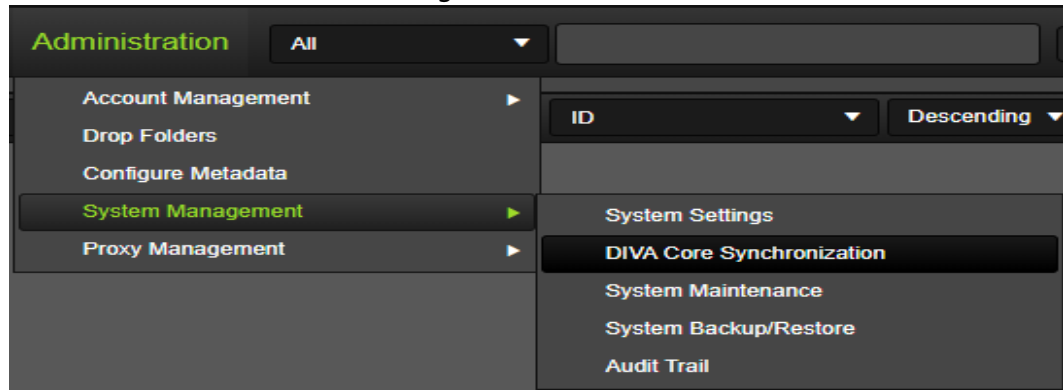 Administration All
Account Management
Drop Folders
Configure Metadata
System Management
Proxy Management
ID Descending
System Settings
DIVA Core Synchronization
System Maintenance
System Backup/Restore
Audit Trail